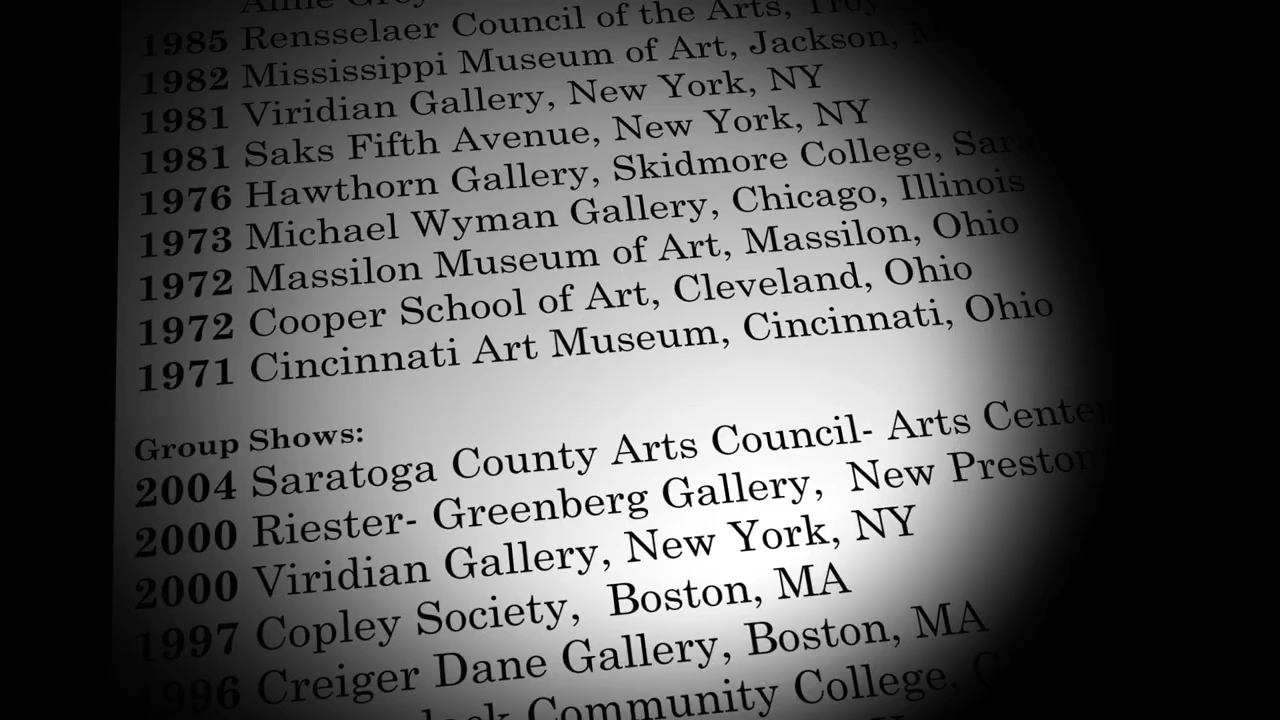 1985 Rensselaer Council of the Arts, Troy
1982 Mississippi Museum of Art, Jackson,
1981 Viridian Gallery, New York, NY
1981 Saks Fifth Avenue, New York, NY
1976 Hawthorn Gallery, Skidmore College,
1973 Michael Wyman Gallery, Chicago, Illinois
1972 Massilon Museum of Art, Massilon, Ohio
1972 Cooper School of Art, Cleveland, Ohio
1971 Cincinnati Art Museum, Cincinnati, Ohio
Group Shows:
2004 Saratoga County Arts Council- Arts Center
2000 Riester- Greenberg Gallery, New Preston
2000 Viridian Gallery, New York, NY
1997 Copley Society, Boston, MA
1996 Creiger Dane Gallery, Boston, MA
Community College,